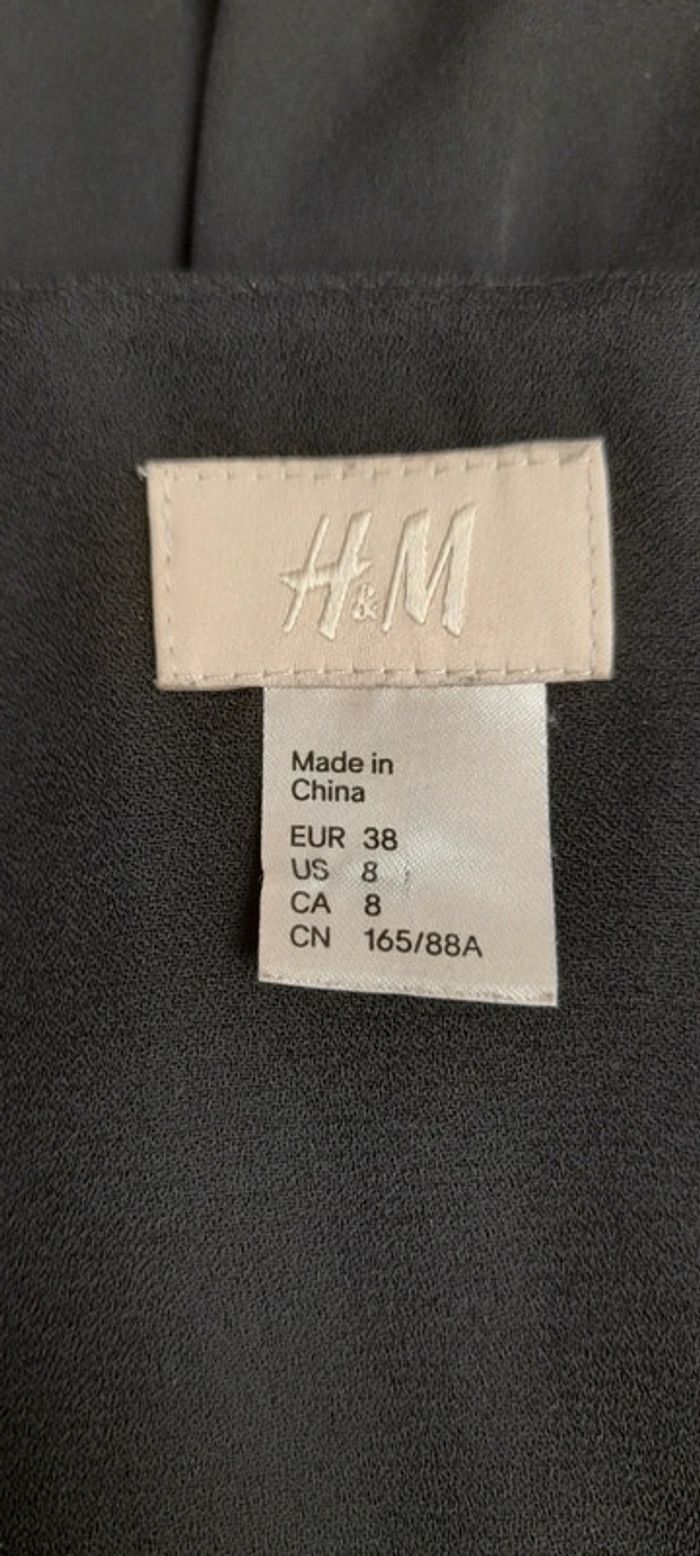 H&M
Made in
China
EUR 38
US 8
CA 8
CN 165/88A